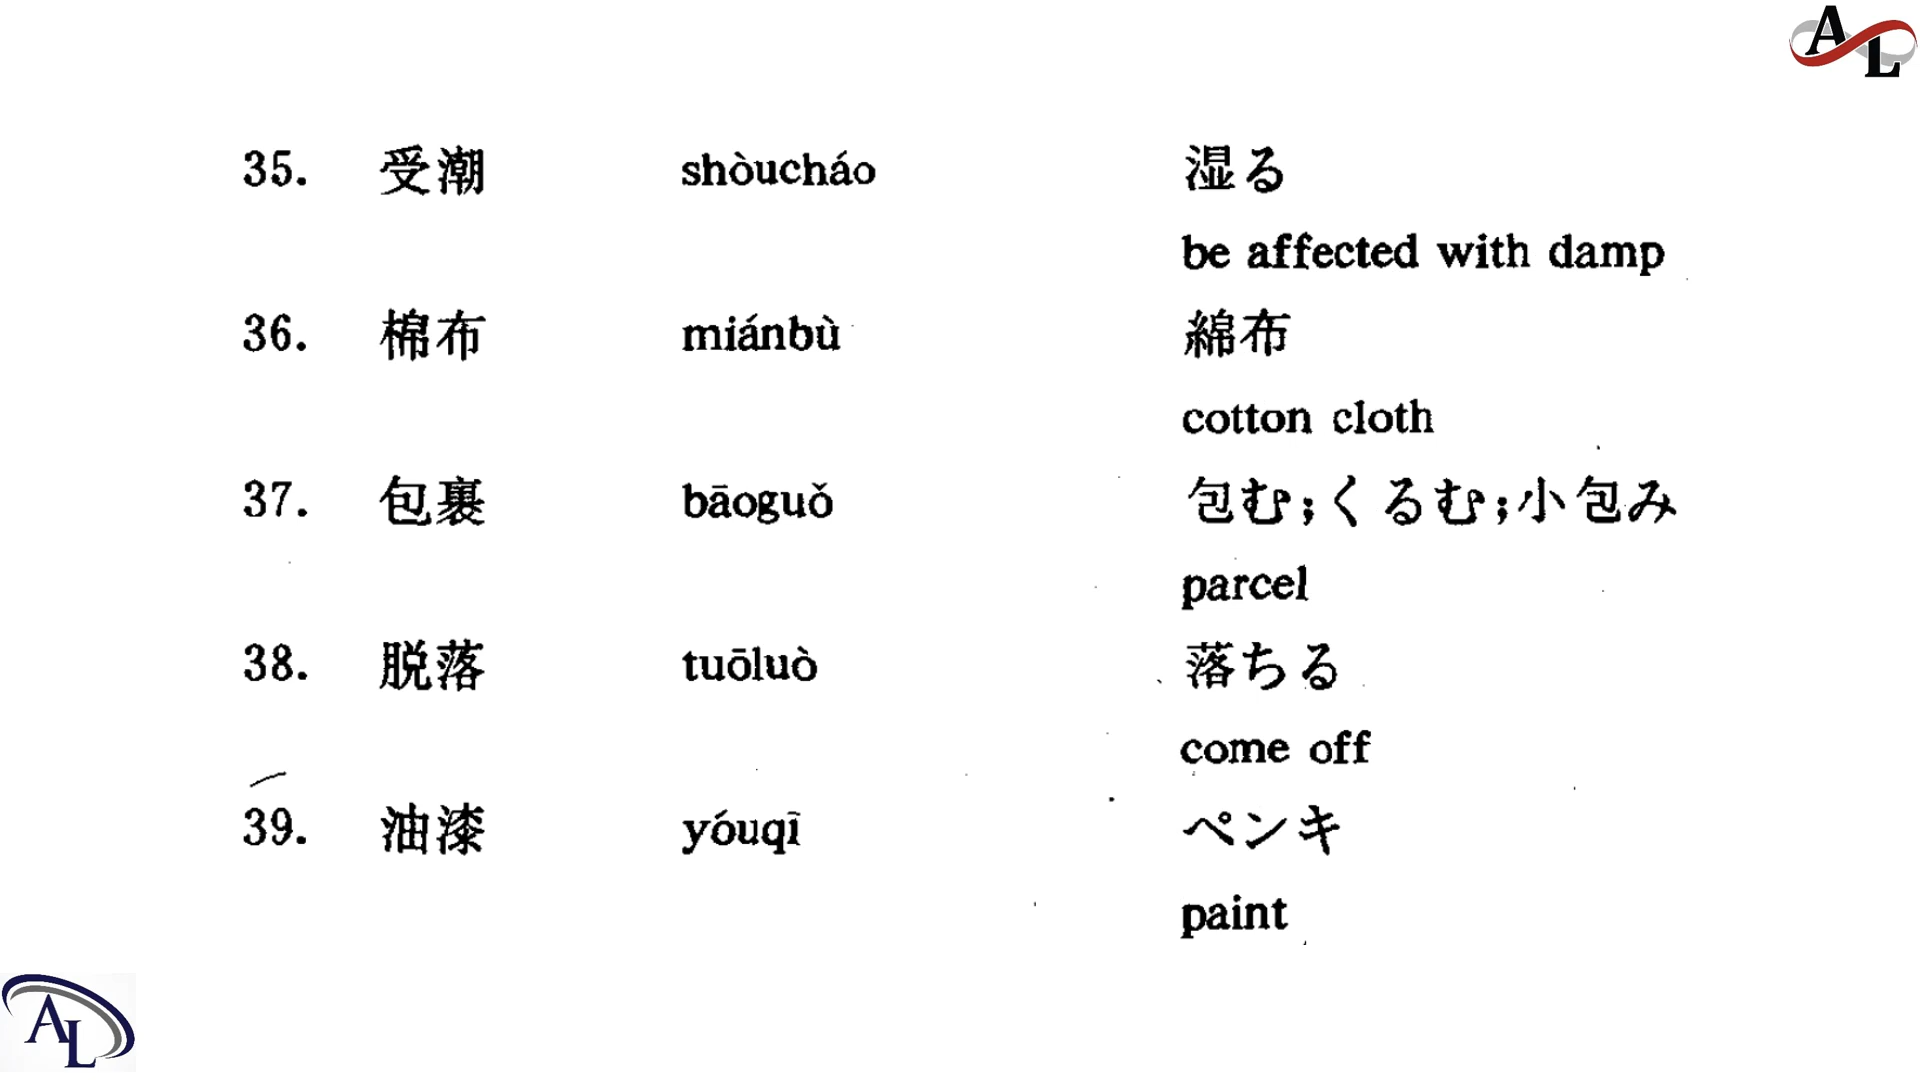 AL
35. 受潮 shòucháo 湿る
be affected with damp
36. 棉布 miánbù 綿布
cotton cloth
37. 包裹 bāoguǒ 包む;くるむ;小包み
parcel
38. 脱落 tuōluò 落ちる
come off
39. 油漆 yóuqī ペンキ
paint
AL